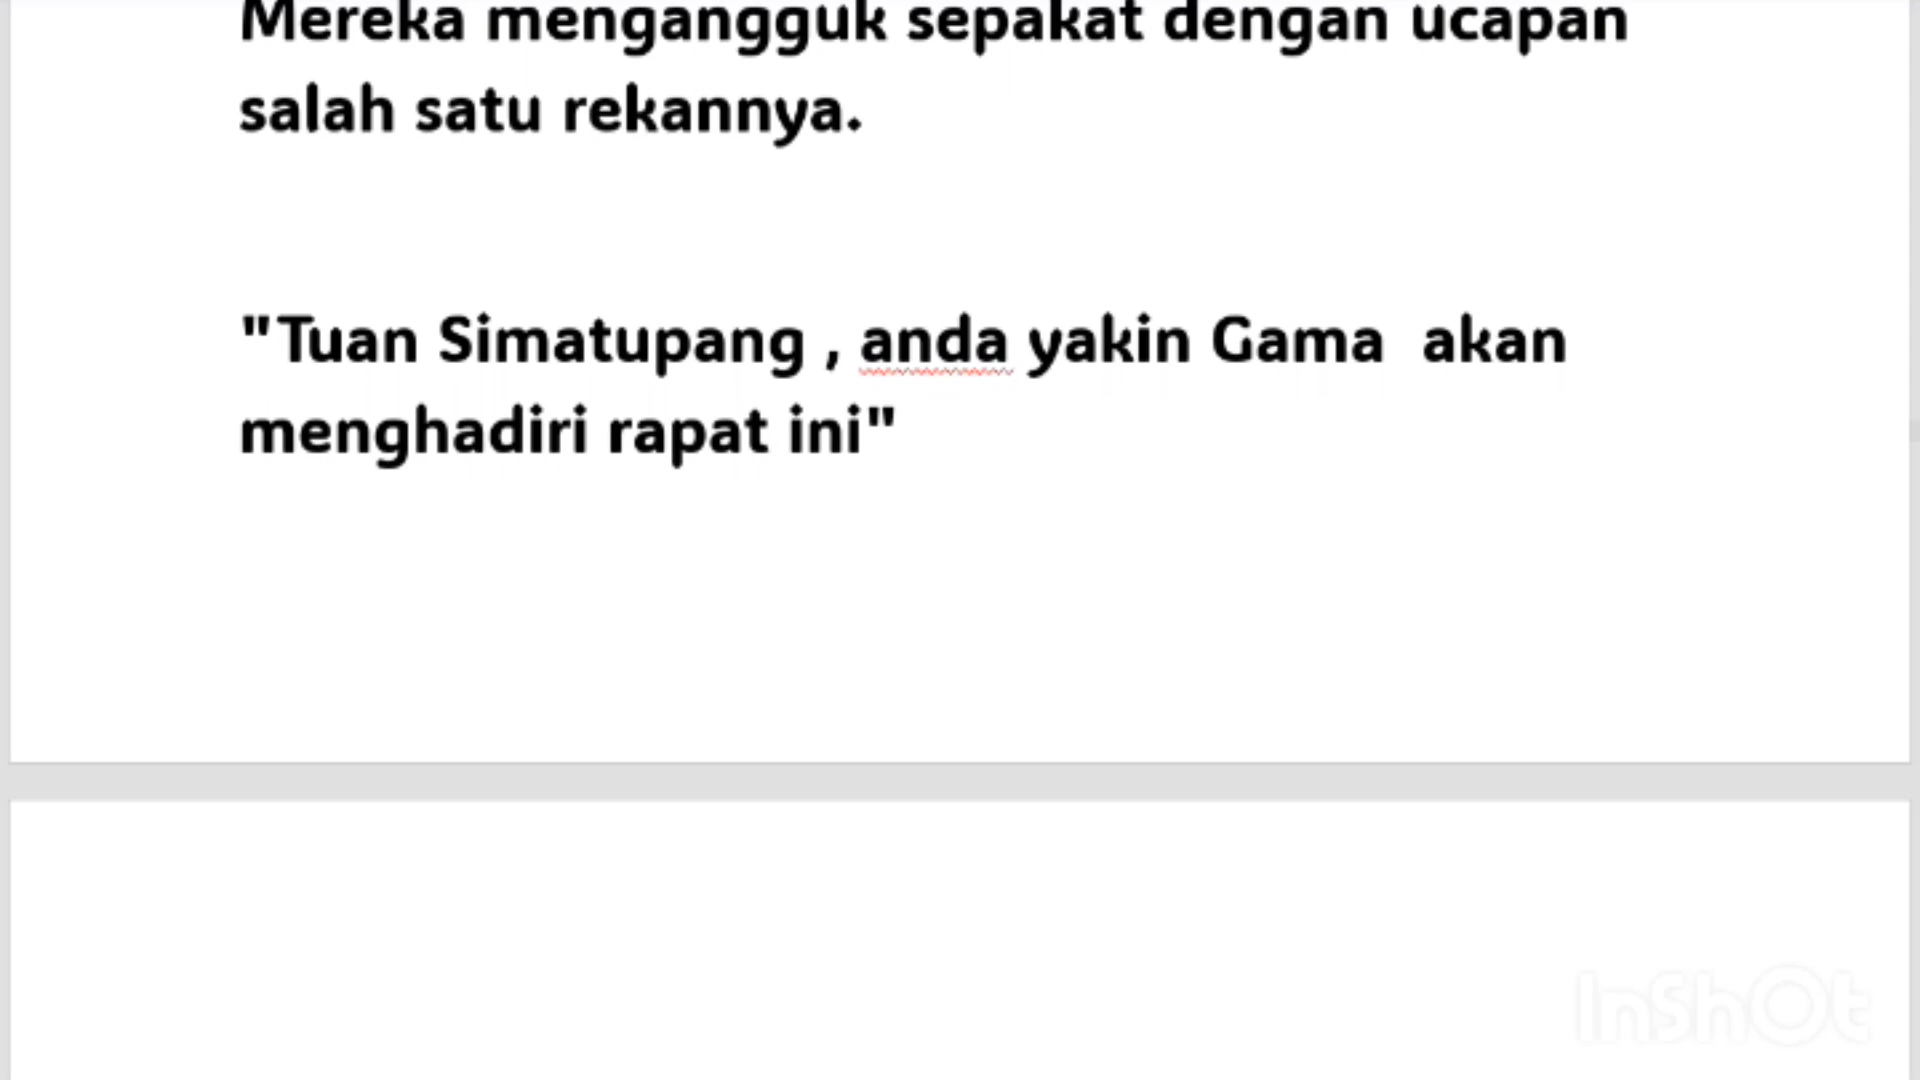 Mereka mengangguk sepakat dengan ucapan
salah satu rekannya.
"Tuan Simatupang , anda yakin Gama  akan
menghadiri rapat ini"
InShOt